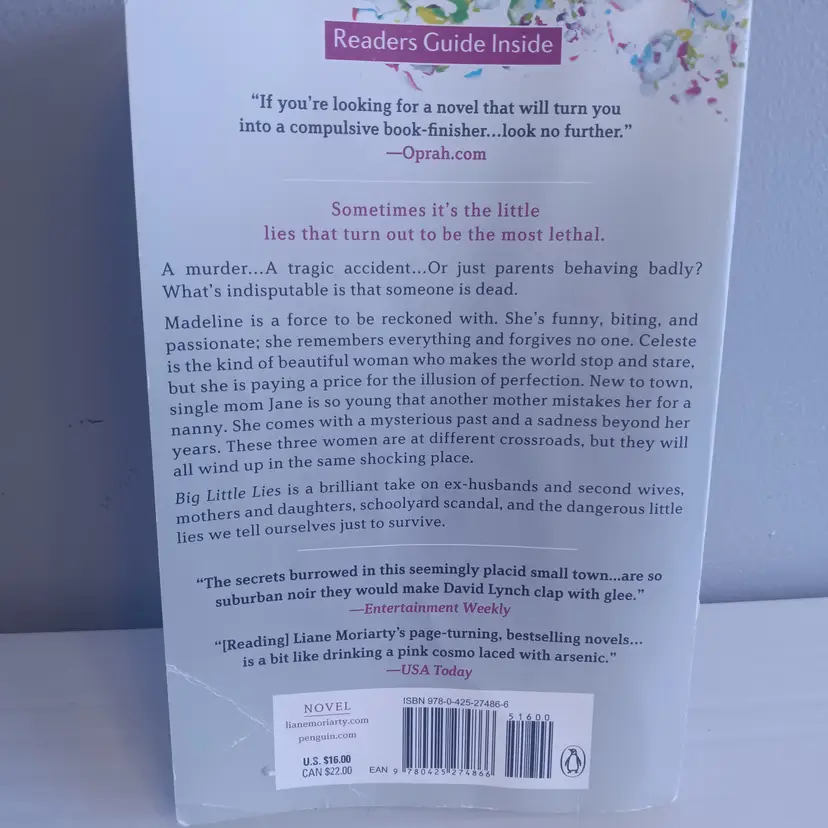 Readers Guide Inside
“If you’re looking for a novel that will turn you
into a compulsive book-finisher...look no further.”
—Oprah.com
Sometimes it’s the little
lies that turn out to be the most lethal.
A murder...A tragic accident...Or just parents behaving badly?
What’s indisputable is that someone is dead.
Madeline is a force to be reckoned with. She’s funny, biting, and
passionate; she remembers everything and forgives no one. Celeste
is the kind of beautiful woman who makes the world stop and stare,
but she is paying a price for the illusion of perfection. New to town,
single mom Jane is so young that another mother mistakes her for a
nanny. She comes with a mysterious past and a sadness beyond her
years. These three women are at different crossroads, but they will
all wind up in the same shocking place.
Big Little Lies is a brilliant take on ex-husbands and second wives,
mothers and daughters, schoolyard scandal, and the dangerous little
lies we tell ourselves just to survive.
“The secrets burrowed in this seemingly placid small town...are so
suburban noir they would make David Lynch clap with glee.”
—Entertainment Weekly
“[Reading] Liane Moriarty’s page-turning, bestselling novels...
is a bit like drinking a pink cosmo laced with arsenic.”
—USA Today
NOVEL
lianemoriarty.com
penguin.com
U.S. $16.00
CAN $22.00
ISBN 978-0-425-27486-6
51600
EAN 9 780425 274866